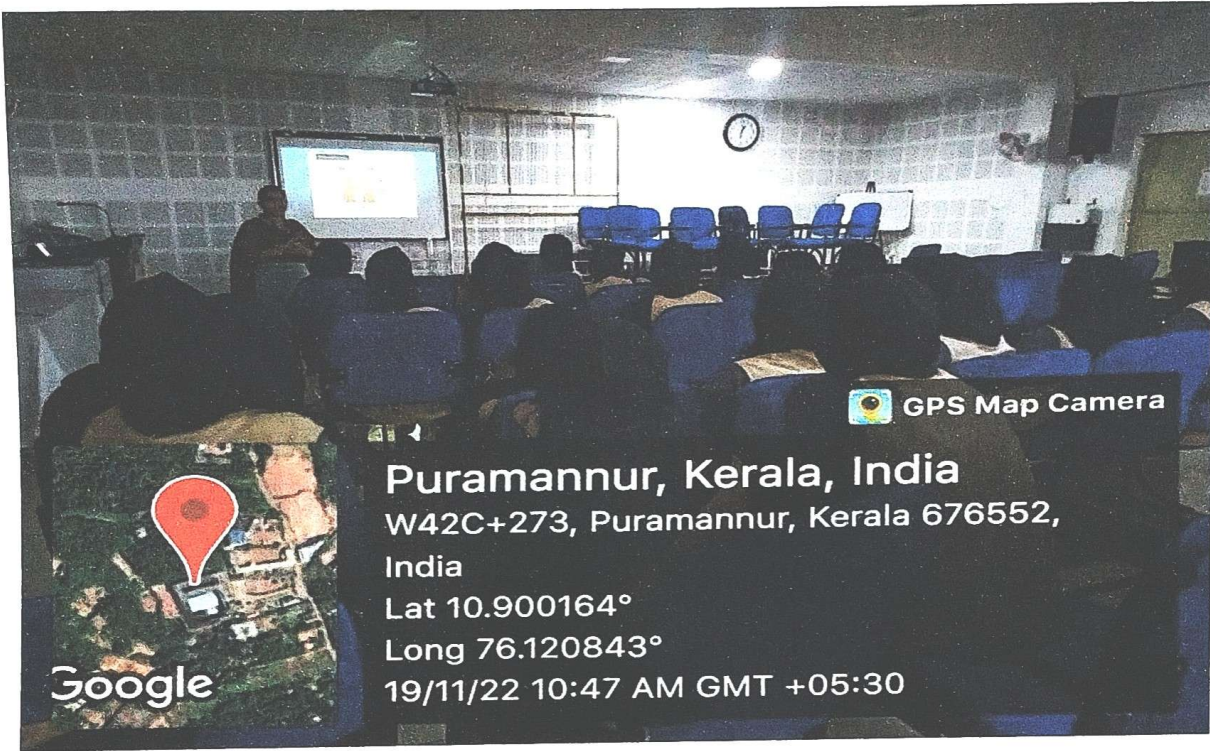 GPS Map Camera
Puramannur, Kerala, India
W42C+273, Puramannur, Kerala 676552,
India
Lat 10.900164°
Long 76.120843°
19/11/22 10:47 AM GMT +05:30
Google